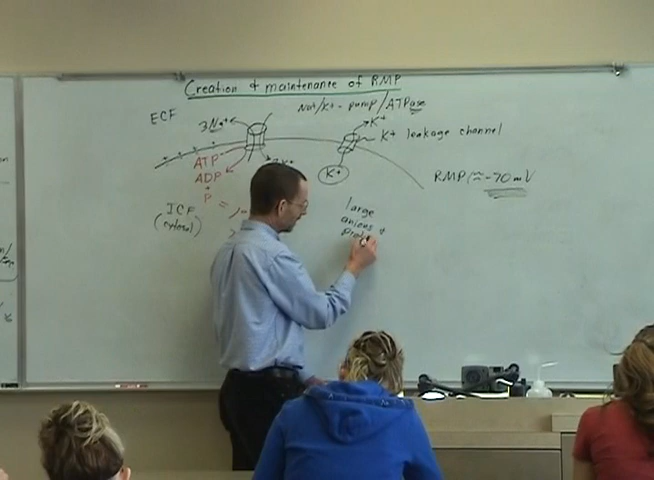 Creation & maintenance of RMP
Na+/K+ - pump/ATPase
ECF
3Na+
K+
K+ leakage channel
ATP
ADP
+
P
K+
RMP ≈ -70 mV
ICF
(cytosol)
large
anions &